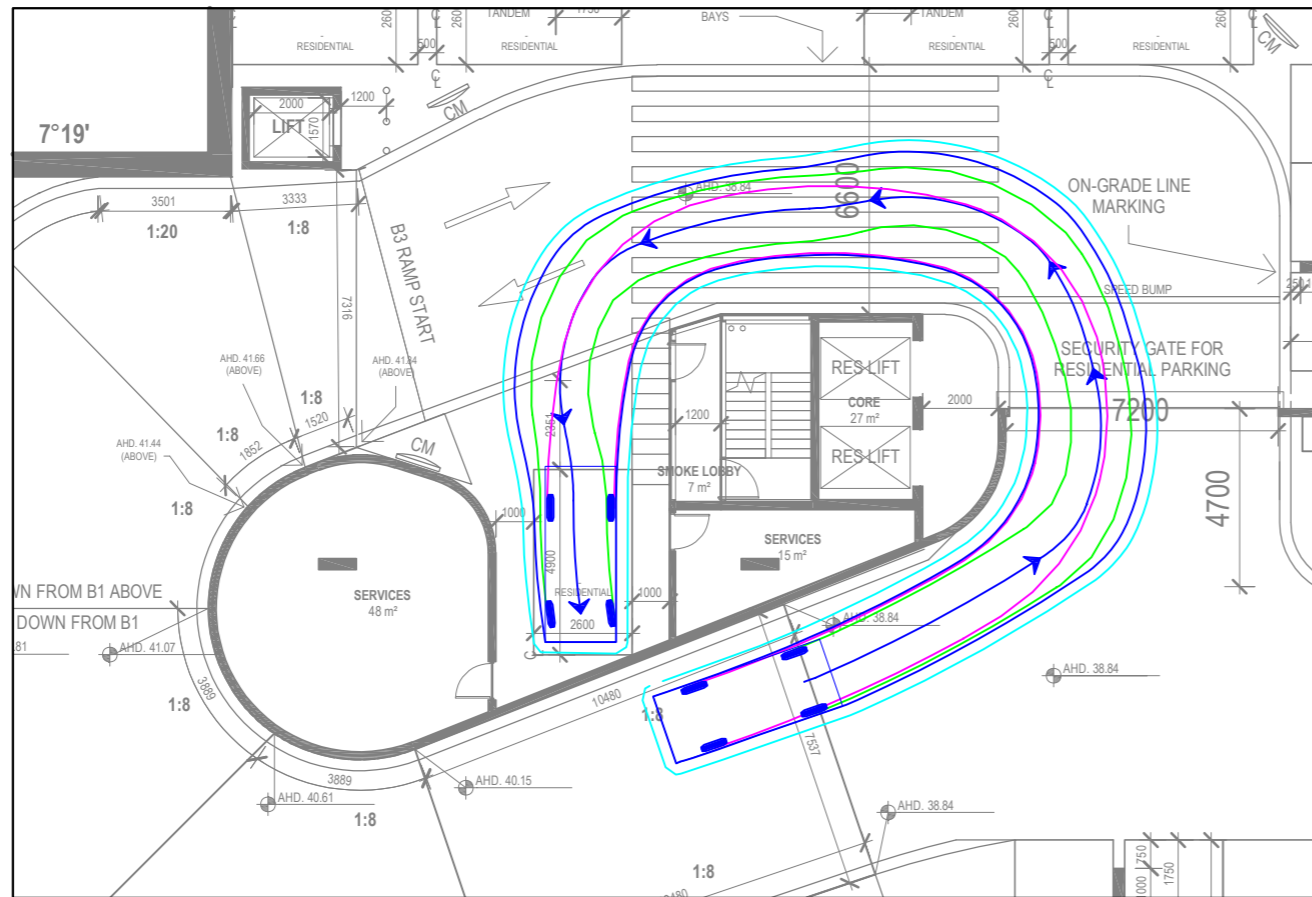 260
TANDEM
1750
BAYS
TANDEM
260
260
RESIDENTIAL
500
RESIDENTIAL
RESIDENTIAL
500
RESIDENTIAL
CM
7°19'
2000
1200
LIFT
1570
CM
3501
3333
1:20
1:8
B3 RAMP START
7316
AHD. 38.84
6600
ON-GRADE LINE
MARKING
SPEED BUMP
AHD. 41.66
(ABOVE)
AHD. 41.84
(ABOVE)
SECURITY GATE FOR
RESIDENTIAL PARKING
7200
RES LIFT
CORE
27 m²
2000
RES LIFT
1:8
1520
1852
1:8
AHD. 41.44
(ABOVE)
CM
1200
SMOKE LOBBY
7 m²
1:8
1000
4900
4700
SERVICES
15 m²
SERVICES
48 m²
RESIDENTIAL
1000
2600
WN FROM B1 ABOVE
DOWN FROM B1
.81
AHD. 41.07
AHD. 38.84
AHD. 38.84
3889
1:8
10480
1:8
7537
3889
AHD. 40.15
AHD. 40.61
1:8
AHD. 38.84
1:8
750
1000
1750